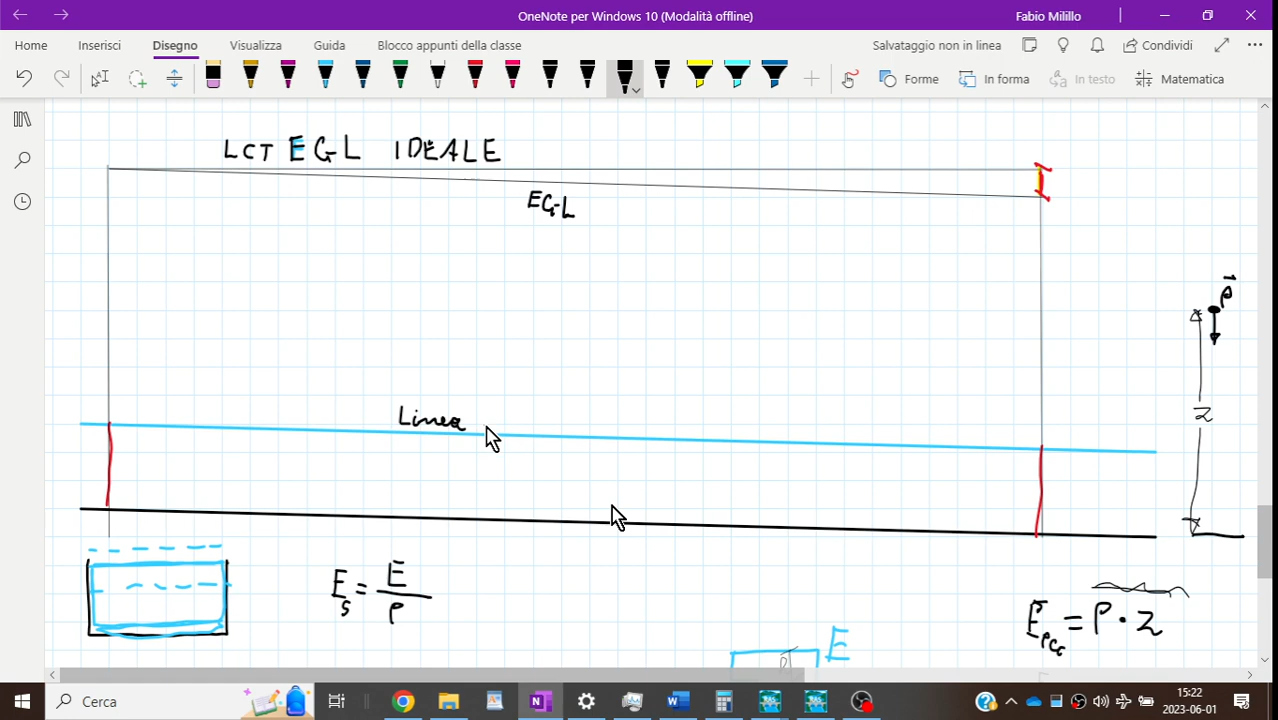 OneNote per Windows 10 (Modalità offline)
Fabio Milillo
Home Inserisci Disegno Visualizza Guida Blocco appunti della classe
Salvataggio non in linea Condividi
Forme In forma In testo Matematica
LCT EGL IDEALE
EGL
P
Z
Linea
E_s = E / P
E_PCG = P · Z
E
Cerca
15:22
2023-06-01